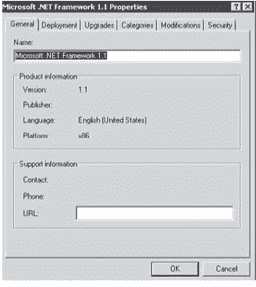 Microsoft .NET Framework 1.1 Properties
General Deployment Upgrades Categories Modifications Security
Name:
Microsoft .NET Framework 1.1
Product information
Version: 1.1
Publisher:
Language: English (United States)
Platform: x86
Support information
Contact:
Phone:
URL:
OK Cancel